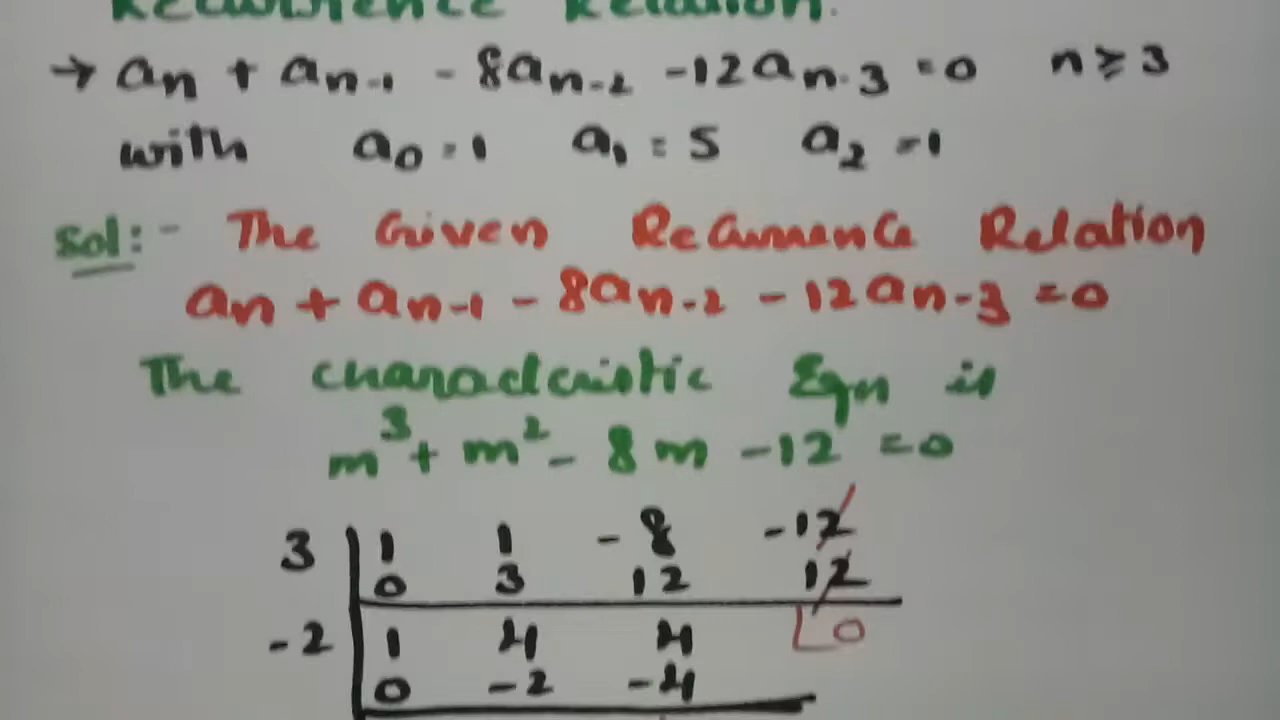 Recurrence Relation.
→ an + an-1 - 8an-2 - 12an-3 = 0 n ≥ 3
with a0 = 1 a1 = 5 a2 = 1
Sol:- The Given Recurrence Relation
an + an-1 - 8an-2 - 12an-3 = 0
The characteristic Eqn is
m³ + m² - 8m - 12 = 0
3 | 1 1 -8 -12
0 3 12 12
-2 | 1 4 4 0
0 -2 -4